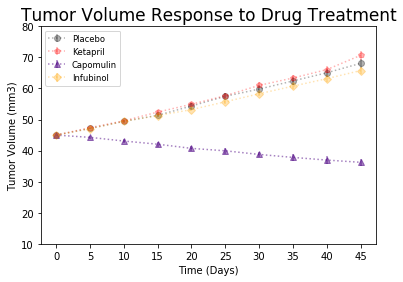 Tumor Volume Response to Drug Treatment
80
70
60
50
40
30
20
10
Tumor Volume (mm3)
Placebo
Ketapril
Capomulin
Infubinol
0 5 10 15 20 25 30 35 40 45
Time (Days)